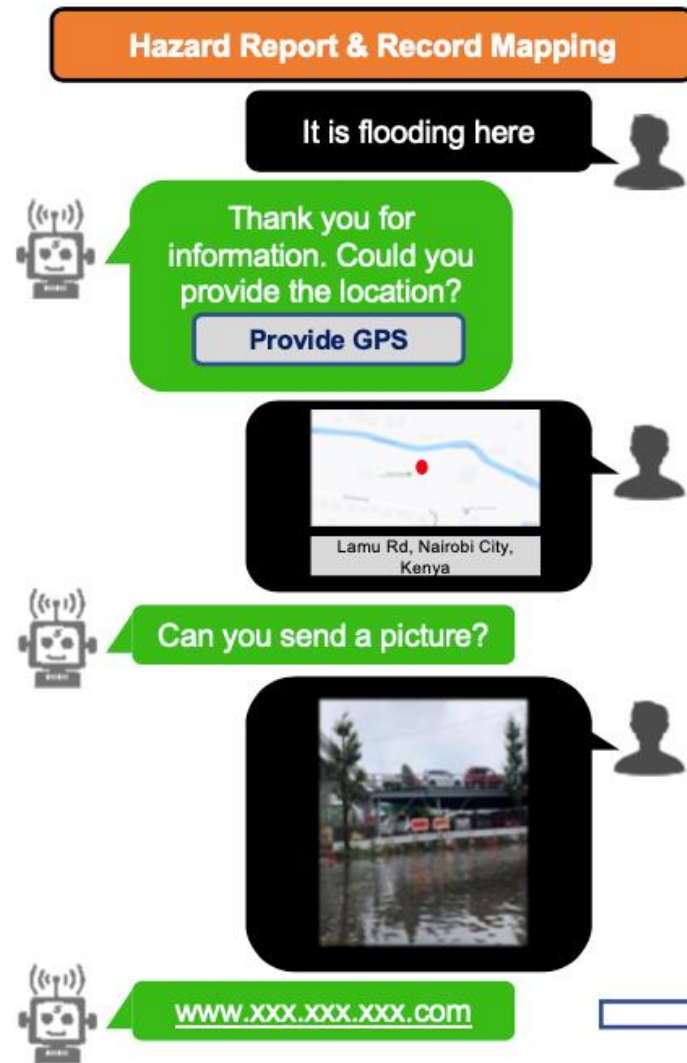 Hazard Report & Record Mapping
It is flooding here
Thank you for
information. Could you
provide the location?
Provide GPS
Lamu Rd, Nairobi City,
Kenya
Can you send a picture?
www.xxx.xxx.xxx.com